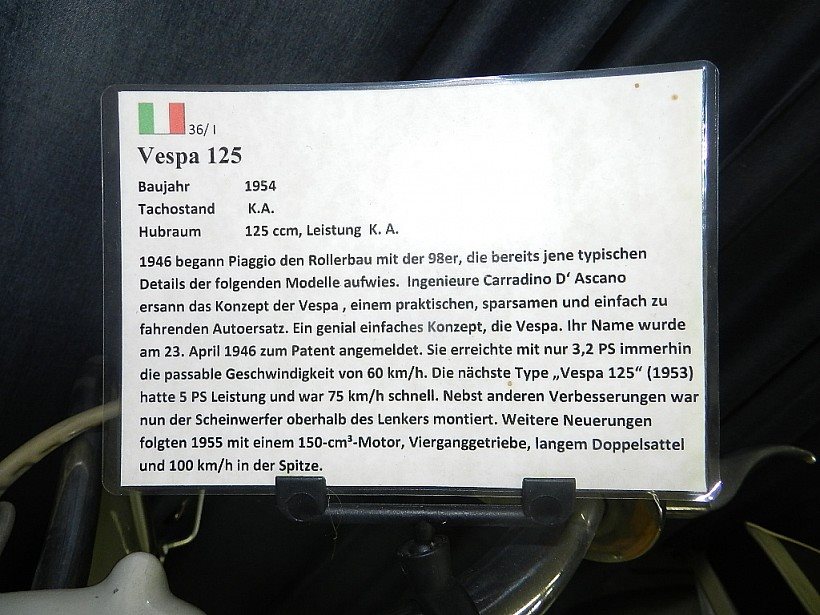 36/ I
Vespa 125
Baujahr 1954
Tachostand K.A.
Hubraum 125 ccm, Leistung K. A.
1946 begann Piaggio den Rollerbau mit der 98er, die bereits jene typischen
Details der folgenden Modelle aufwies. Ingenieure Carradino D‘ Ascano
ersann das Konzept der Vespa , einem praktischen, sparsamen und einfach zu
fahrenden Autoersatz. Ein genial einfaches Konzept, die Vespa. Ihr Name wurde
am 23. April 1946 zum Patent angemeldet. Sie erreichte mit nur 3,2 PS immerhin
die passable Geschwindigkeit von 60 km/h. Die nächste Type „Vespa 125“ (1953)
hatte 5 PS Leistung und war 75 km/h schnell. Nebst anderen Verbesserungen war
nun der Scheinwerfer oberhalb des Lenkers montiert. Weitere Neuerungen
folgten 1955 mit einem 150-cm³-Motor, Vierganggetriebe, langem Doppelsattel
und 100 km/h in der Spitze.